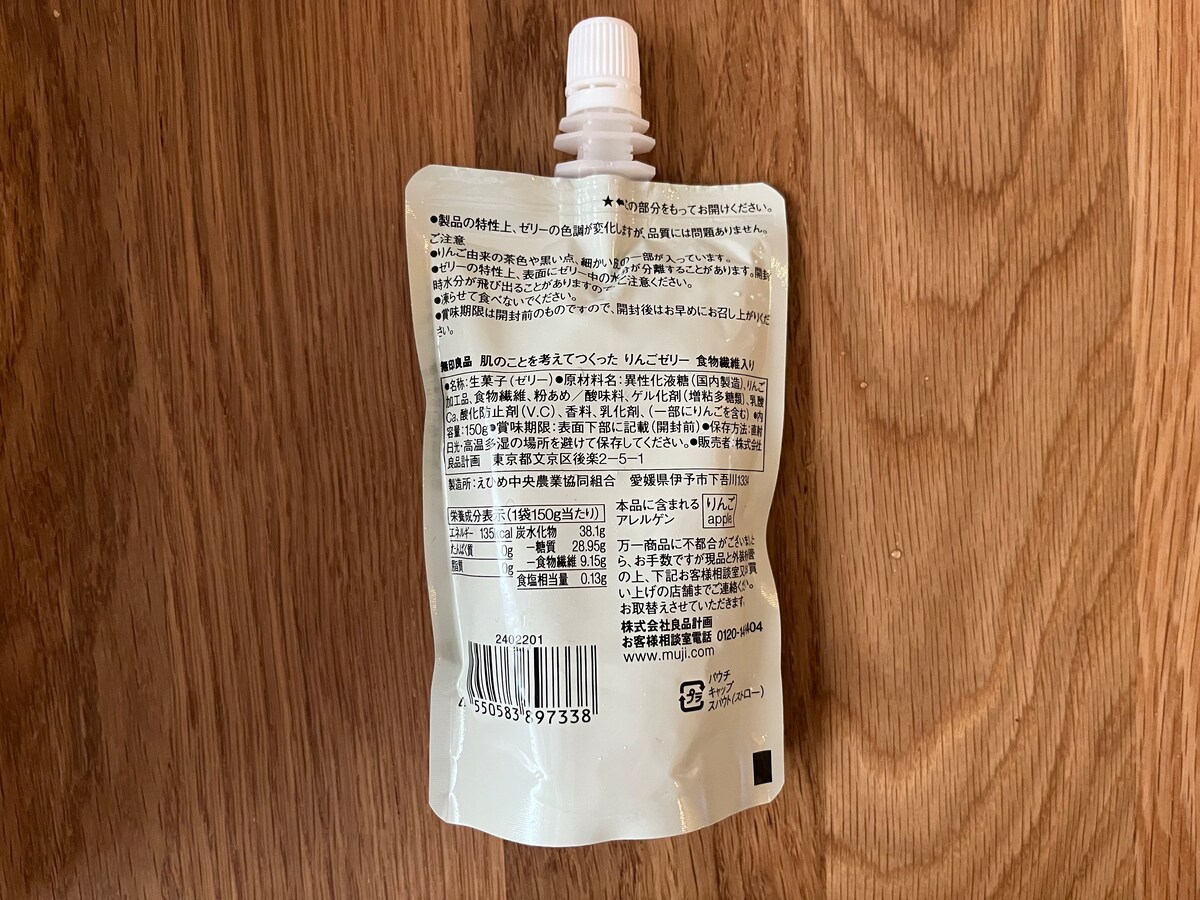 ★の部分をもってお開けください。
●製品の特性上、ゼリーの色調が変化しますが、品質には問題ありません。
ご注意
●りんご由来の茶色や黒い点、細かい皮の一部が入っています。
●ゼリーの特性上、表面にゼリー中の水分が分離することがあります。開封
時水分が飛び出ることがありますのでご注意ください。
●凍らせて食べないでください。
●賞味期限は開封前のものですので、開封後はお早めにお召し上がりくだ
さい。
無印良品 肌のことを考えてつくった りんごゼリー 食物繊維入り
●名称:生菓子(ゼリー)●原材料名:異性化液糖(国内製造)、りんご
加工品、食物繊維、粉あめ/酸味料、ゲル化剤(増粘多糖類)、乳酸
Ca、酸化防止剤(V.C)、香料、乳化剤、(一部にりんごを含む)●内
容量:150g●賞味期限:表面下部に記載(開封前)●保存方法:直射
日光・高温多湿の場所を避けて保存してください。●販売者:株式会社
良品計画 東京都文京区後楽2-5-1
製造所:えひめ中央農業協同組合 愛媛県伊予市下吾川1334
栄養成分表示(1袋150g当たり)
エネルギー 135kcal 炭水化物 38.1g
たんぱく質 0g −糖質 28.95g
脂質 0g −食物繊維 9.15g
食塩相当量 0.13g
本品に含まれる
アレルゲン
りんご
apple
万一商品に不都合がございました
ら、お手数ですが現品と外装
の上、下記お客様相談室又は買
い上げの店舗までご連絡ください。
お取替えさせていただきます
株式会社良品計画
お客様相談室電話 0120-14-6404
www.muji.com
2402201
550583 897338
プラ
パウチ
キャップ
スパウト(ストロー)